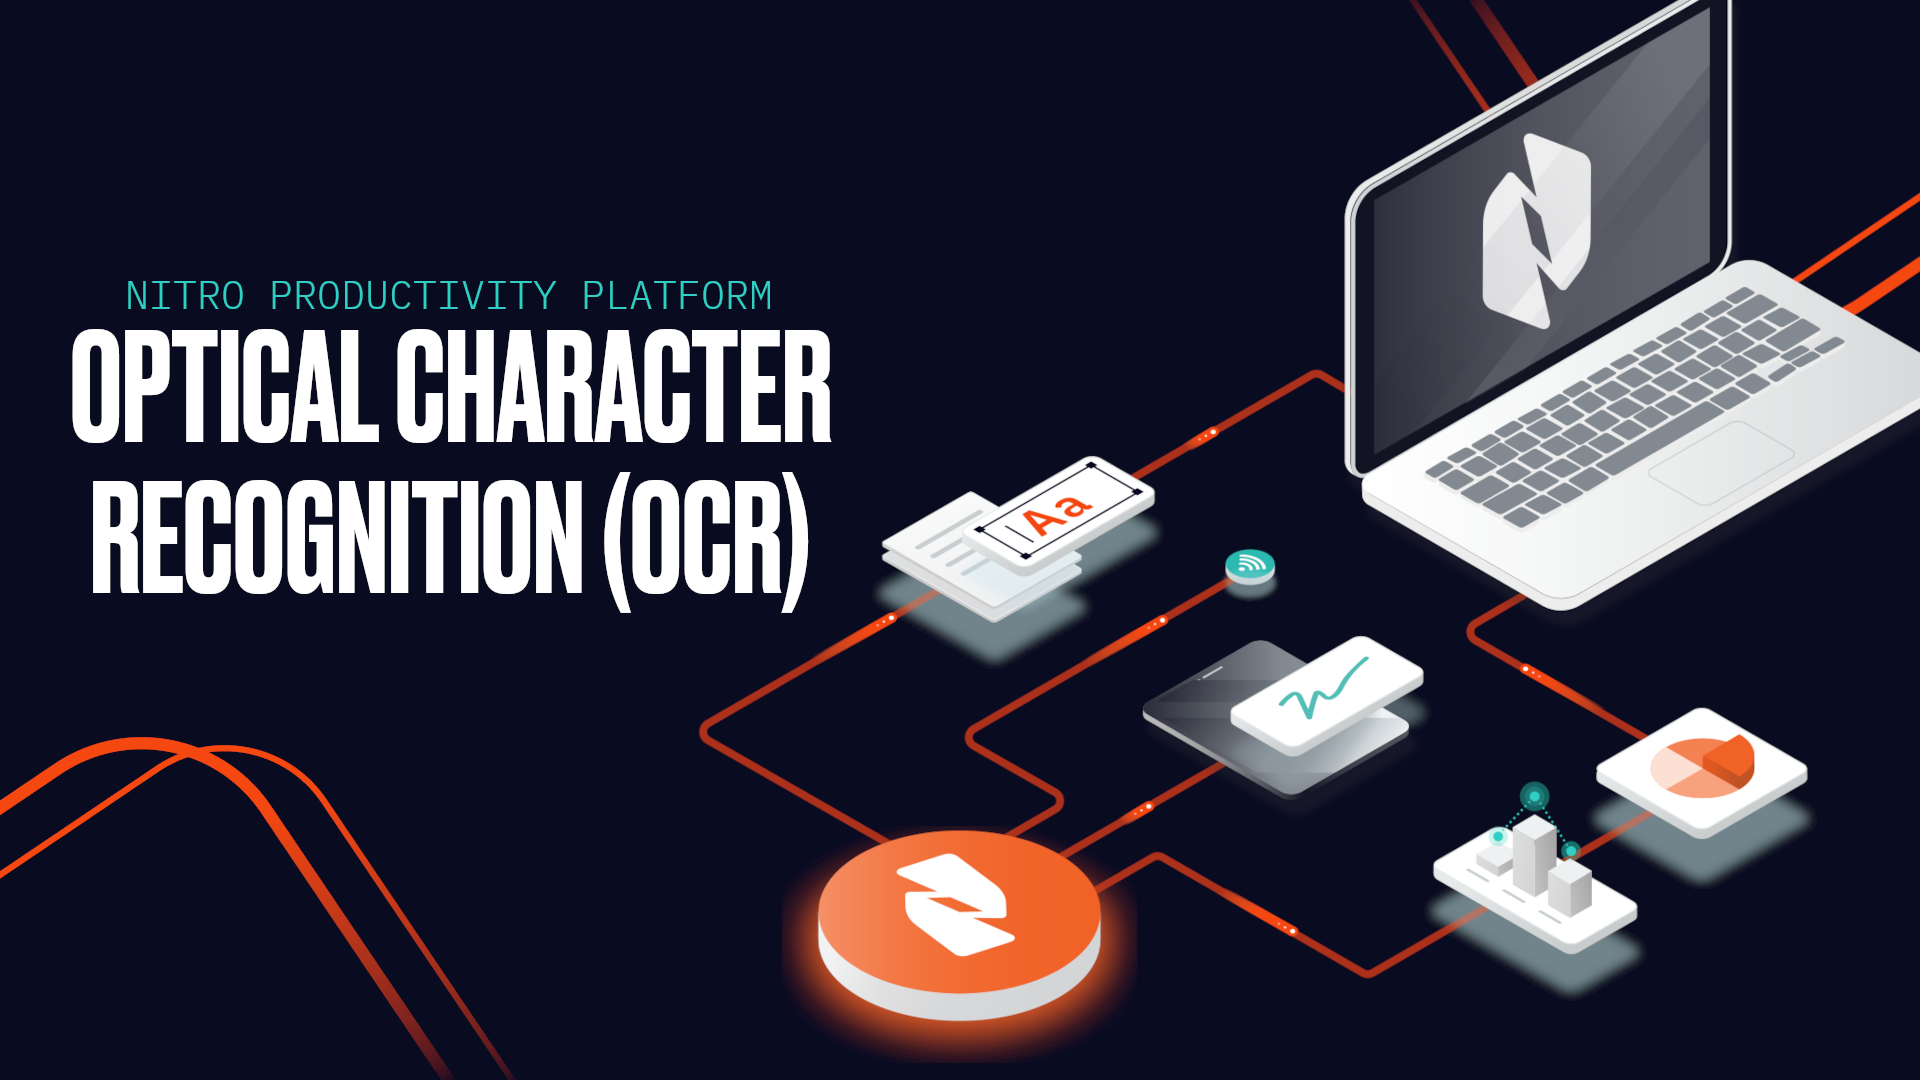 NITRO PRODUCTIVITY PLATFORM
OPTICAL CHARACTER
RECOGNITION (OCR)
Aa